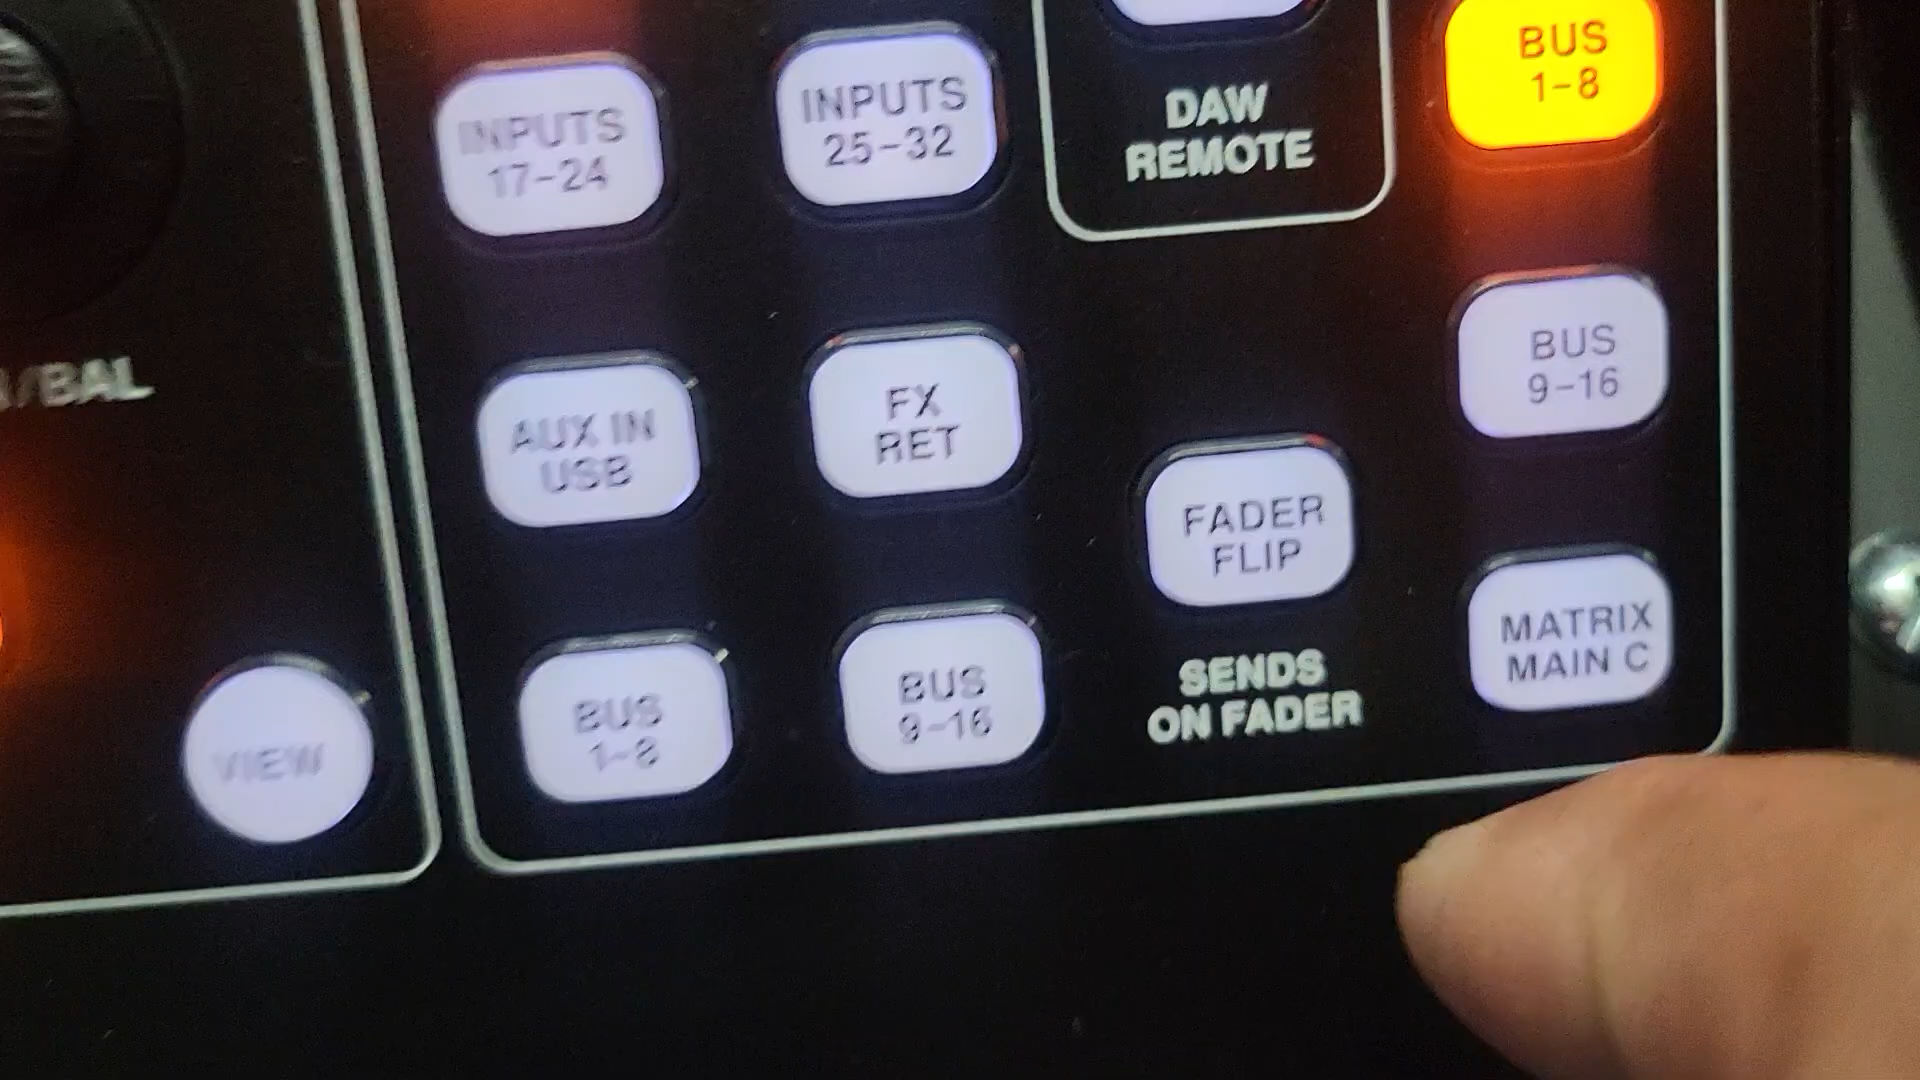 INPUTS
17-24
INPUTS
25-32
DAW
REMOTE
BUS
1-8
/BAL
AUX IN
USB
FX
RET
BUS
9-16
FADER
FLIP
VIEW
BUS
1-8
BUS
9-16
SENDS
ON FADER
MATRIX
MAIN C